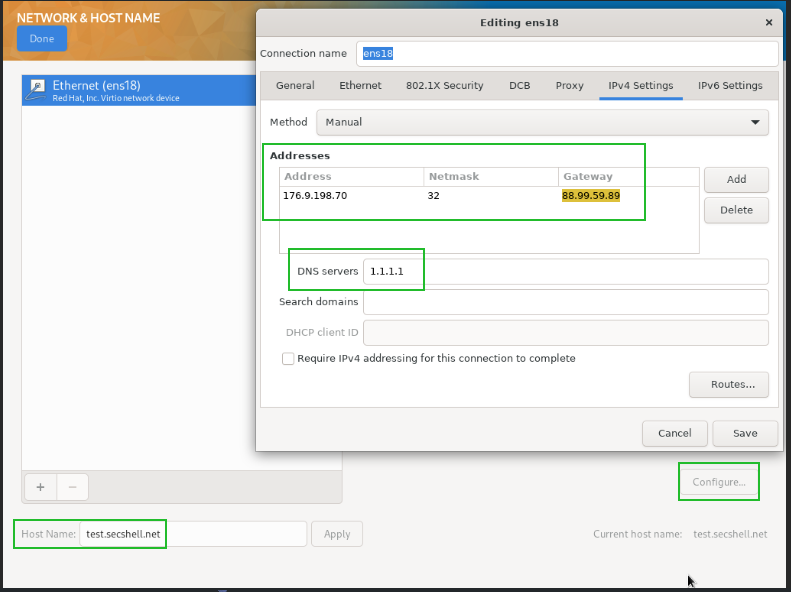 NETWORK & HOST NAME
Done
Ethernet (ens18)
Red Hat, Inc. Virtio network device
Editing ens18
×
Connection name ens18
General Ethernet 802.1X Security DCB Proxy IPv4 Settings IPv6 Settings
Method Manual
Addresses
Address Netmask Gateway
176.9.198.70 32 88.99.59.89
Add
Delete
DNS servers 1.1.1.1
Search domains
DHCP client ID
Require IPv4 addressing for this connection to complete
Routes...
Cancel Save
+ −
Configure...
Host Name: test.secshell.net Apply Current host name: test.secshell.net